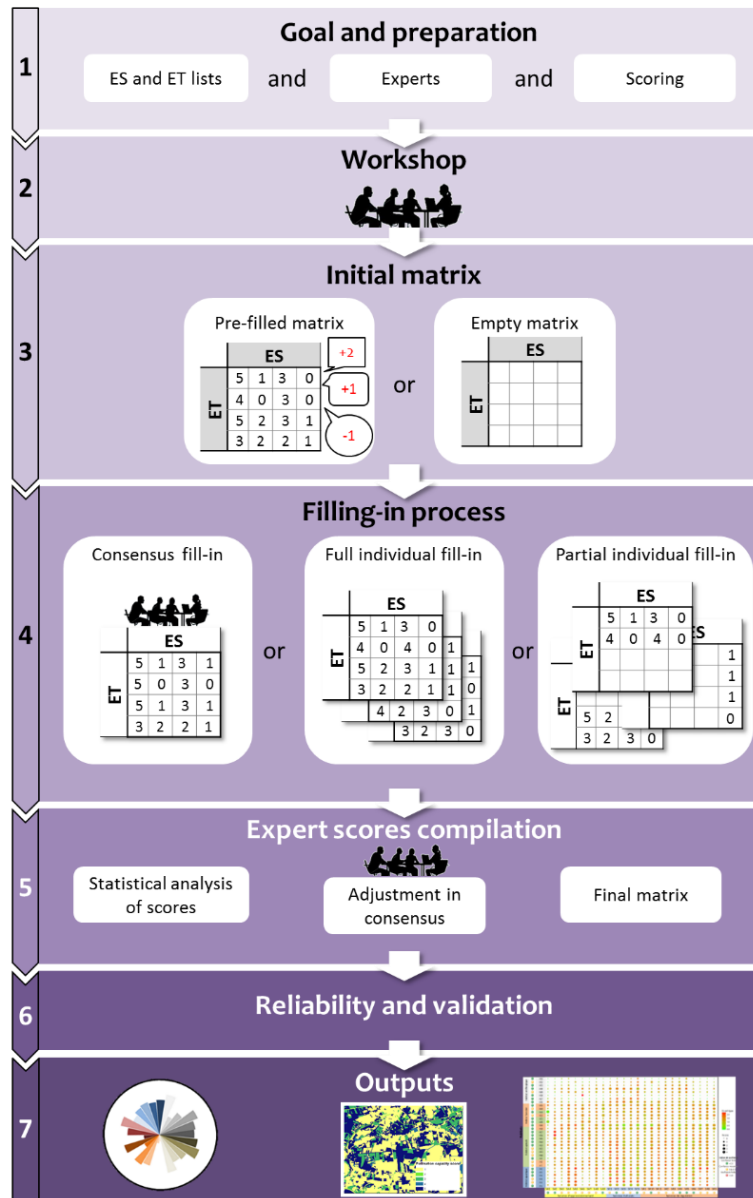 1
Goal and preparation
ES and ET lists
and
Experts
and
Scoring
2
Workshop
3
Initial matrix
Pre-filled matrix
ES
ET
5 1 3 0
4 0 3 0
5 2 3 1
3 2 2 1
+2
+1
-1
or
Empty matrix
ES
ET
4
Filling-in process
Consensus fill-in
ES
ET
5 1 3 1
5 0 3 0
5 1 3 1
3 2 2 1
or
Full individual fill-in
ES
ET
5 1 3 0
4 0 4 0 1
5 2 3 1 1 1
3 2 2 1 1 0
4 2 3 0 1
3 2 3 0
or
Partial individual fill-in
ES
ET
5 1 3 0
4 0 4 0
ES
1
1
1
0
ET
5 2
3 2 3 0
5
Expert scores compilation
Statistical analysis
of scores
Adjustment in
consensus
Final matrix
6
Reliability and validation
7
Outputs